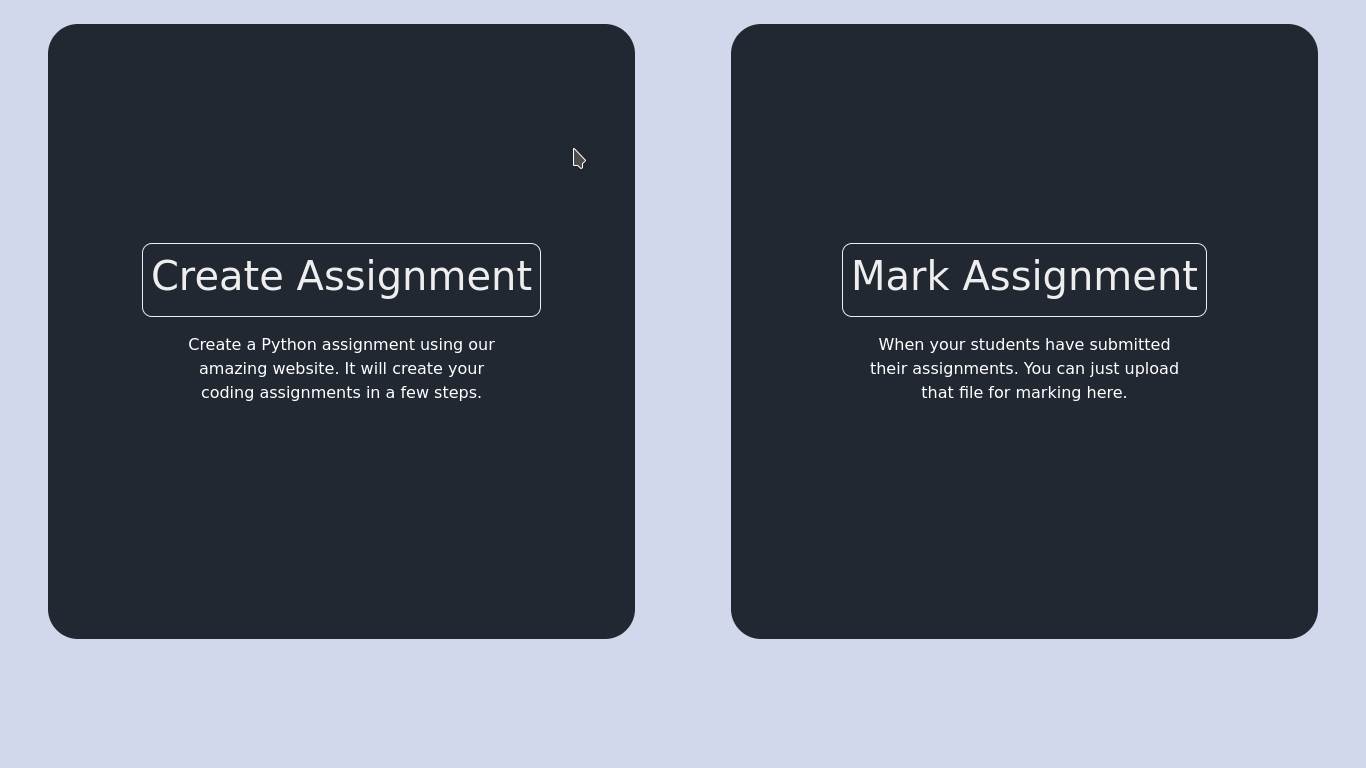 Create Assignment
Create a Python assignment using our
amazing website. It will create your
coding assignments in a few steps.
Mark Assignment
When your students have submitted
their assignments. You can just upload
that file for marking here.